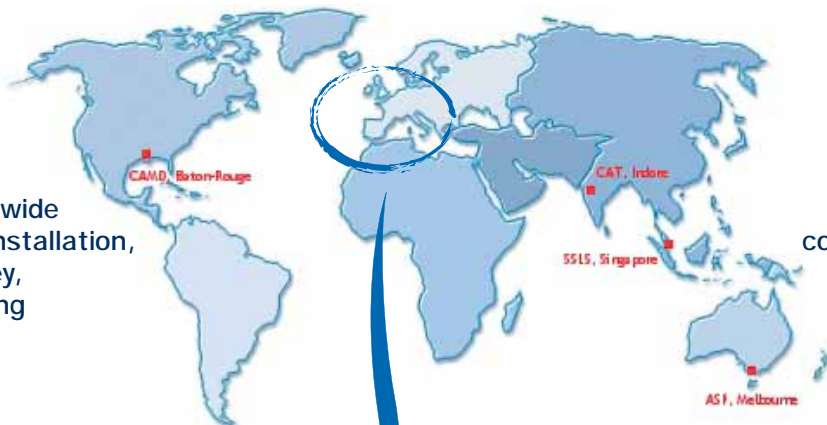 CAMD, Baton-Rouge
CAT, Indore
wide
nstallation,
co
SSLS, Singapore
ey,
ng
ASP, Melbourne